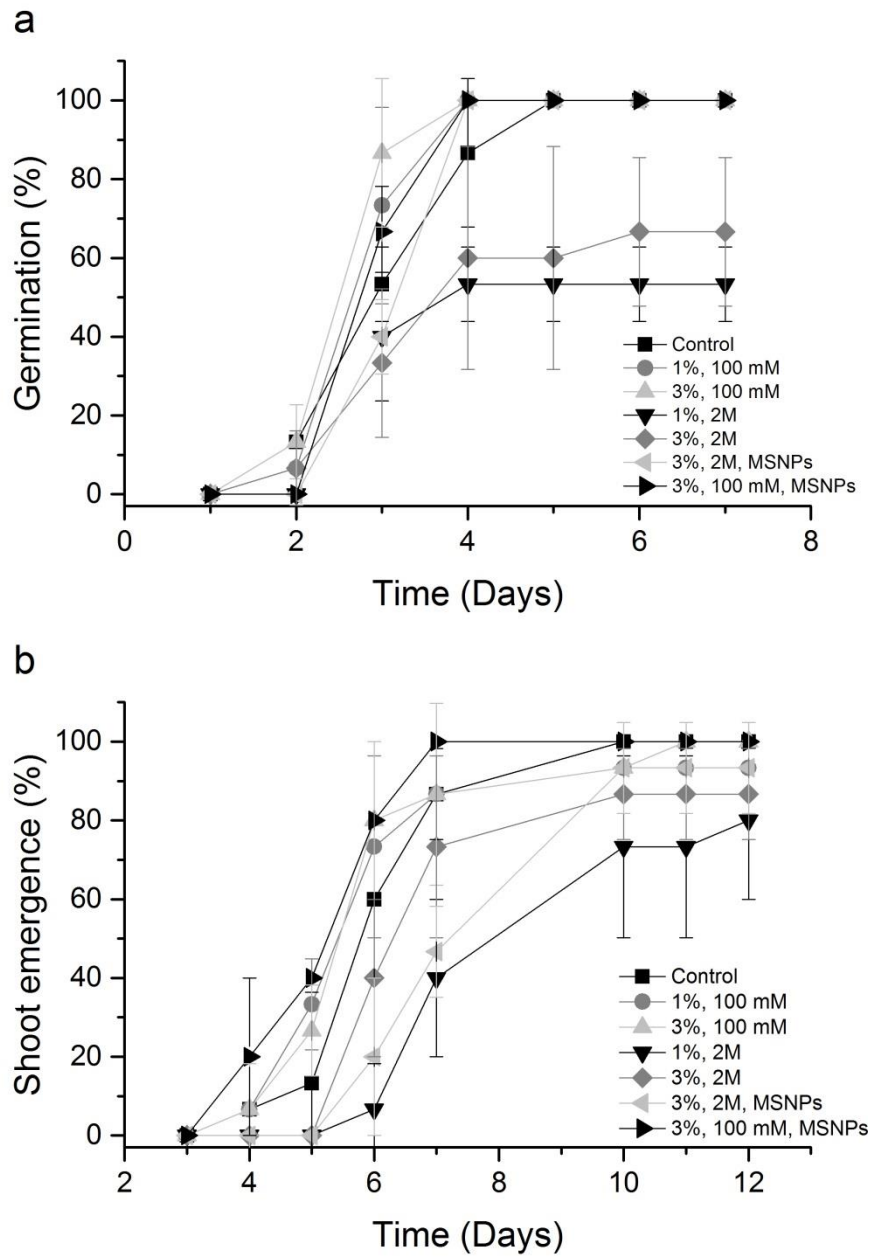 a
Germination (%)
100
80
60
40
20
0
Control
1%, 100 mM
3%, 100 mM
1%, 2M
3%, 2M
3%, 2M, MSNPs
3%, 100 mM, MSNPs
0 2 4 6 8
Time (Days)
b
Shoot emergence (%)
100
80
60
40
20
0
Control
1%, 100 mM
3%, 100 mM
1%, 2M
3%, 2M
3%, 2M, MSNPs
3%, 100 mM, MSNPs
2 4 6 8 10 12
Time (Days)